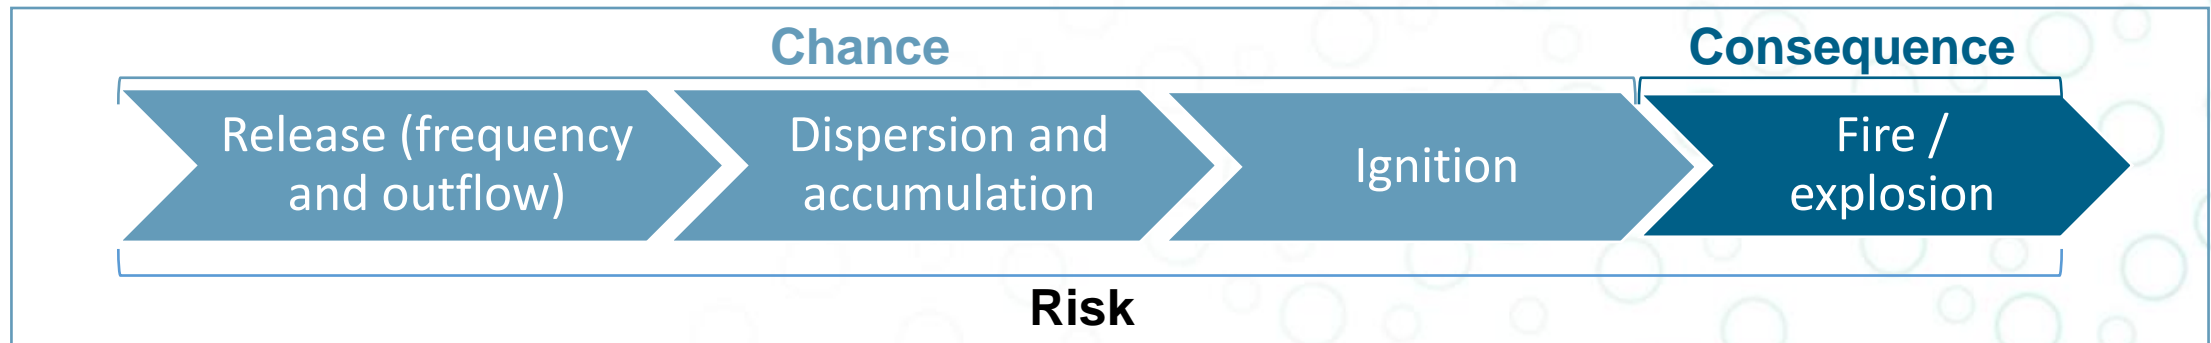 Chance
Consequence
Release (frequency
and outflow)
Dispersion and
accumulation
Ignition
Fire /
explosion
Risk